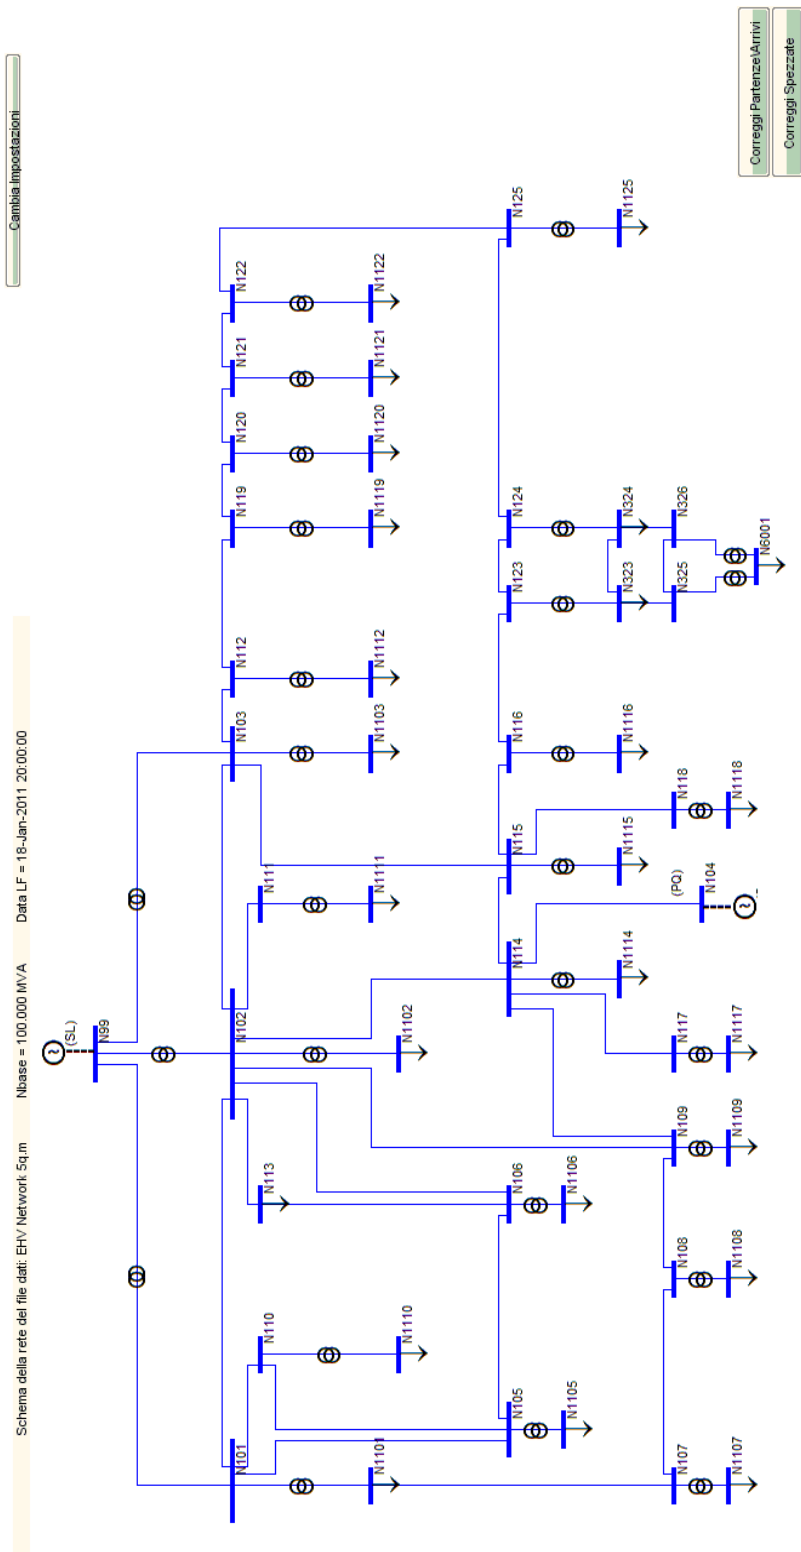 Schema della rete del file dati: EHV Network 5q.m Nbase = 100.000 MVA Data LF = 18-Jan-2011 20:00:00
Cambia Impostazioni
(SL)
N99
N101
N102
N103
N112
N119
N120
N121
N122
N110
N113
N111
N1101
N1110
N1102
N1111
N1103
N1112
N1119
N1120
N1121
N1122
N105
N106
N114
N115
N116
N123
N124
N125
N1105
N1106
N1114
N1115
N1116
N323
N324
N1125
(PQ)
N107
N108
N109
N117
N104
N118
N325
N326
N1107
N1108
N1109
N1117
N1118
N6001
Correggi Partenze\Arrivi
Correggi Spezzate